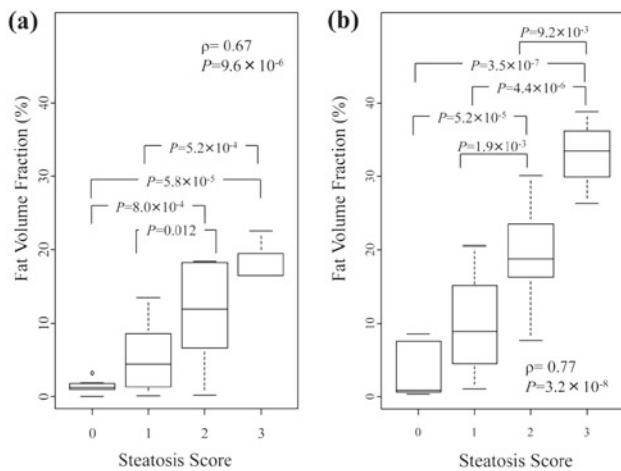 (a)
ρ= 0.67
P=9.6×10-6
P=5.2×10-4
P=5.8×10-5
P=8.0×10-4
P=0.012
Fat Volume Fraction (%)
40
30
20
10
0
0 1 2 3
Steatosis Score
(b)
P=9.2×10-3
P=3.5×10-7
P=4.4×10-6
P=5.2×10-5
P=1.9×10-3
Fat Volume Fraction (%)
40
30
20
10
0
ρ= 0.77
P=3.2×10-8
0 1 2 3
Steatosis Score